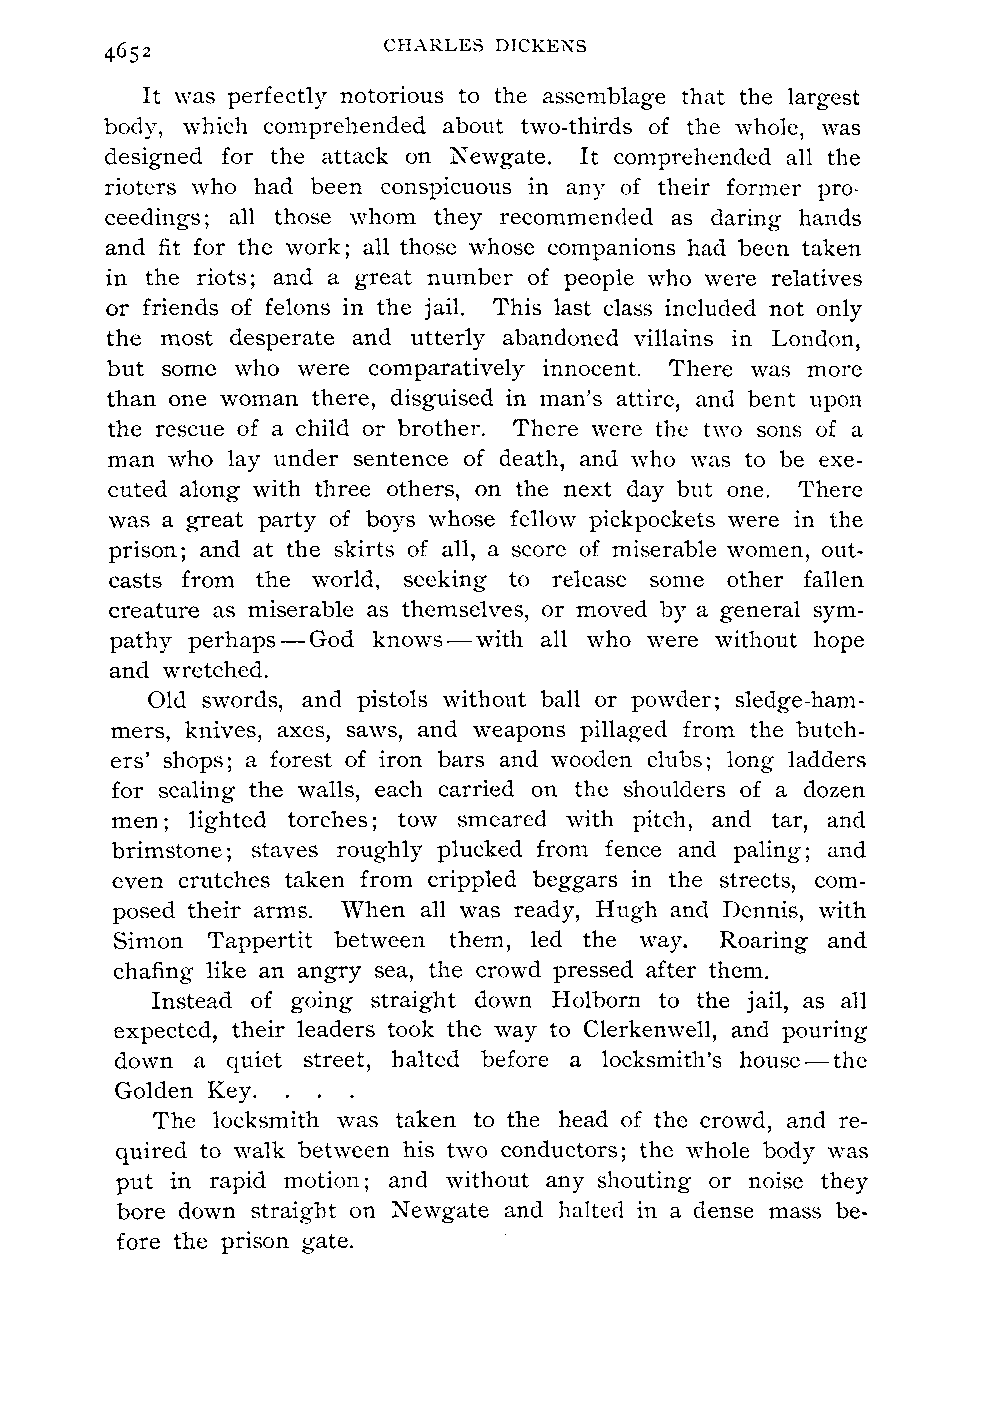 4652 CHARLES DICKENS
It was perfectly notorious to the assemblage that the largest
body, which comprehended about two-thirds of the whole, was
designed for the attack on Newgate. It comprehended all the
rioters who had been conspicuous in any of their former pro-
ceedings; all those whom they recommended as daring hands
and fit for the work; all those whose companions had been taken
in the riots; and a great number of people who were relatives
or friends of felons in the jail. This last class included not only
the most desperate and utterly abandoned villains in London,
but some who were comparatively innocent. There was more
than one woman there, disguised in man's attire, and bent upon
the rescue of a child or brother. There were the two sons of a
man who lay under sentence of death, and who was to be exe-
cuted along with three others, on the next day but one. There
was a great party of boys whose fellow pickpockets were in the
prison; and at the skirts of all, a score of miserable women, out-
casts from the world, seeking to release some other fallen
creature as miserable as themselves, or moved by a general sym-
pathy perhaps—God knows—with all who were without hope
and wretched.
Old swords, and pistols without ball or powder; sledge-ham-
mers, knives, axes, saws, and weapons pillaged from the butch-
ers' shops; a forest of iron bars and wooden clubs; long ladders
for scaling the walls, each carried on the shoulders of a dozen
men; lighted torches; tow smeared with pitch, and tar, and
brimstone; staves roughly plucked from fence and paling; and
even crutches taken from crippled beggars in the streets, com-
posed their arms. When all was ready, Hugh and Dennis, with
Simon Tappertit between them, led the way. Roaring and
chafing like an angry sea, the crowd pressed after them.
Instead of going straight down Holborn to the jail, as all
expected, their leaders took the way to Clerkenwell, and pouring
down a quiet street, halted before a locksmith's house—the
Golden Key. . . .
The locksmith was taken to the head of the crowd, and re-
quired to walk between his two conductors; the whole body was
put in rapid motion; and without any shouting or noise they
bore down straight on Newgate and halted in a dense mass be-
fore the prison gate.